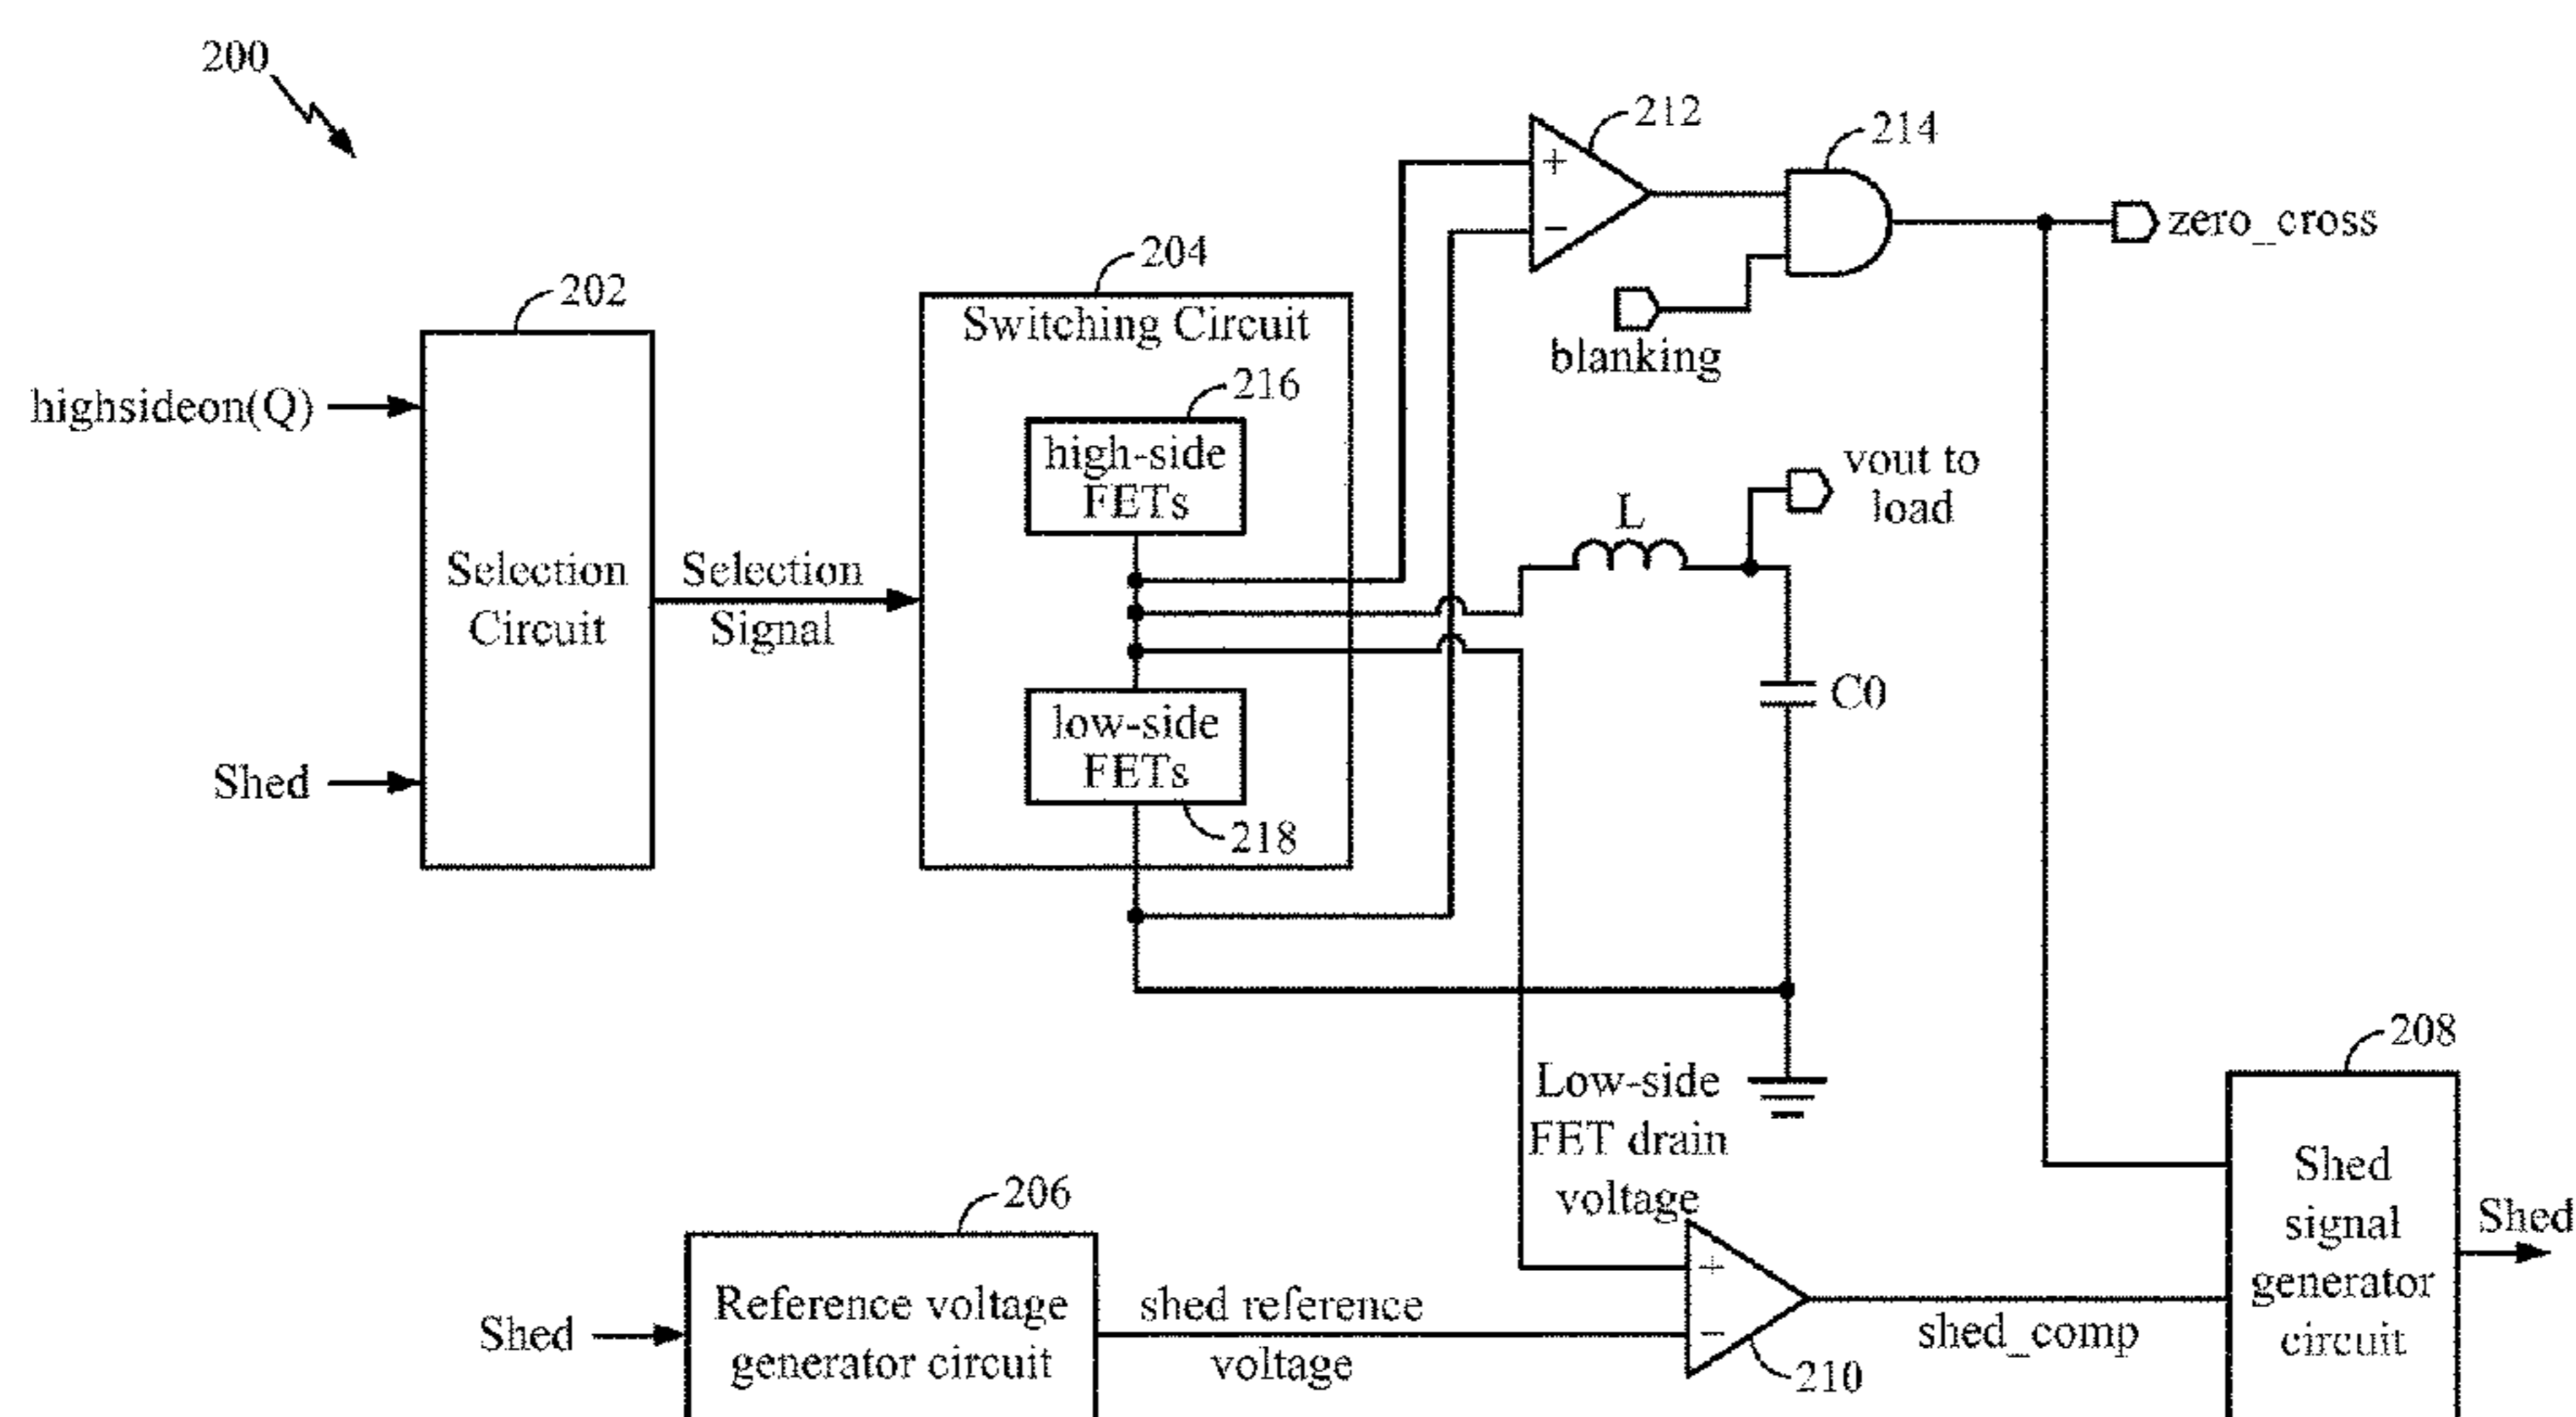 200
212
214
zero_cross
204
202
Switching Circuit
+
−
blanking
highsideon(Q)
216
high-side
FETs
vout to
load
L
Selection
Circuit
Selection
Signal
C0
low-side
FETs
Shed
218
208
Low-side
FET drain
voltage
Shed
signal
generator
circuit
Shed
206
Reference voltage
generator circuit
Shed
shed reference
voltage
+
−
shed_comp
210